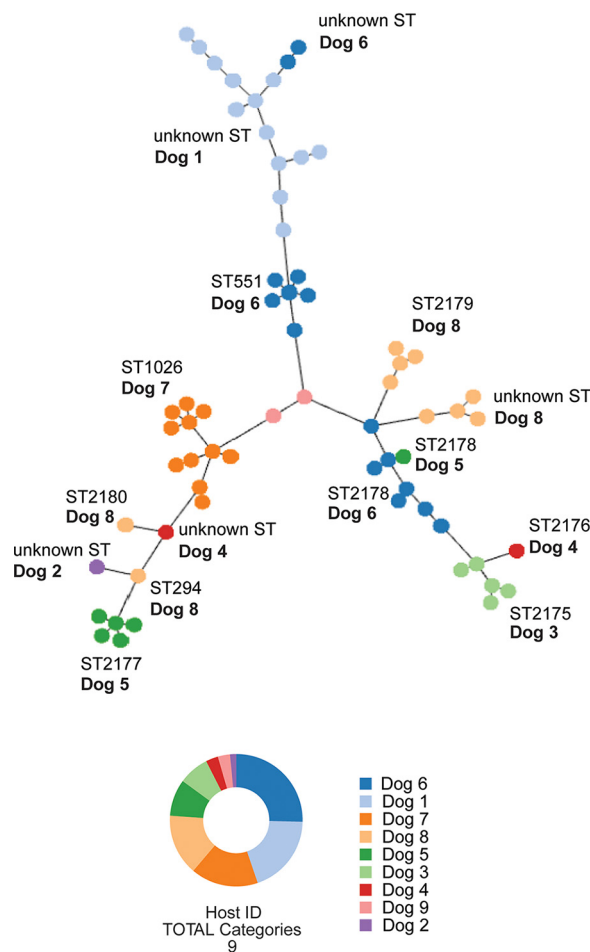 unknown ST
Dog 6
unknown ST
Dog 1
ST551
Dog 6
ST2179
Dog 8
ST1026
Dog 7
unknown ST
Dog 8
ST2178
Dog 5
ST2178
Dog 6
ST2180
Dog 8
unknown ST
Dog 4
ST2176
Dog 4
unknown ST
Dog 2
ST294
Dog 8
ST2175
Dog 3
ST2177
Dog 5
Dog 6
Dog 1
Dog 7
Dog 8
Dog 5
Dog 3
Dog 4
Dog 9
Dog 2
Host ID
TOTAL Categories
9